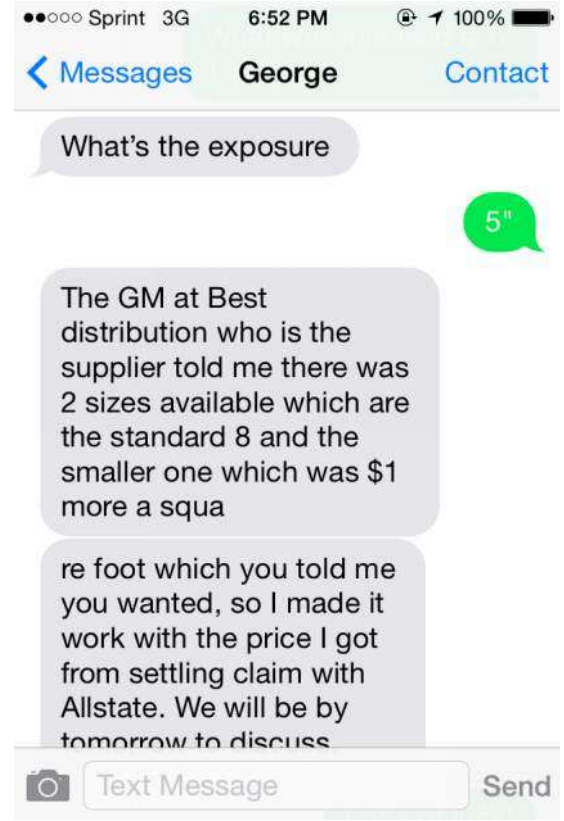 Sprint 3G 6:52 PM 100%
Messages George Contact
What's the exposure
5"
The GM at Best
distribution who is the
supplier told me there was
2 sizes available which are
the standard 8 and the
smaller one which was $1
more a squa
re foot which you told me
you wanted, so I made it
work with the price I got
from settling claim with
Allstate. We will be by
tomorrow to discuss
Text Message Send